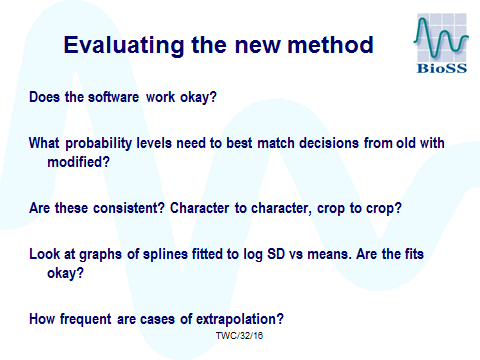 Evaluating the new method
BioSS
Does the software work okay?
What probability levels need to best match decisions from old with
modified?
Are these consistent? Character to character, crop to crop?
Look at graphs of splines fitted to log SD vs means. Are the fits
okay?
How frequent are cases of extrapolation?
TWC/32/16